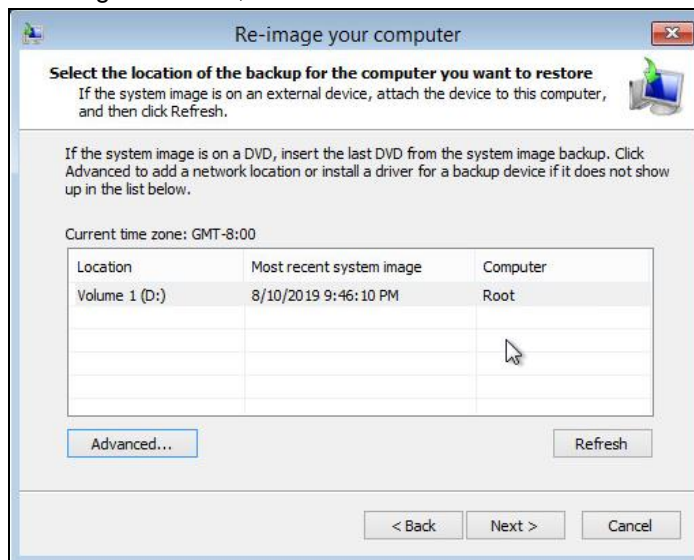 Re-image your computer
Select the location of the backup for the computer you want to restore
If the system image is on an external device, attach the device to this computer,
and then click Refresh.
If the system image is on a DVD, insert the last DVD from the system image backup. Click
Advanced to add a network location or install a driver for a backup device if it does not show
up in the list below.
Current time zone: GMT-8:00
Location Most recent system image Computer
Volume 1 (D:) 8/10/2019 9:46:10 PM Root
Advanced... Refresh
< Back Next > Cancel